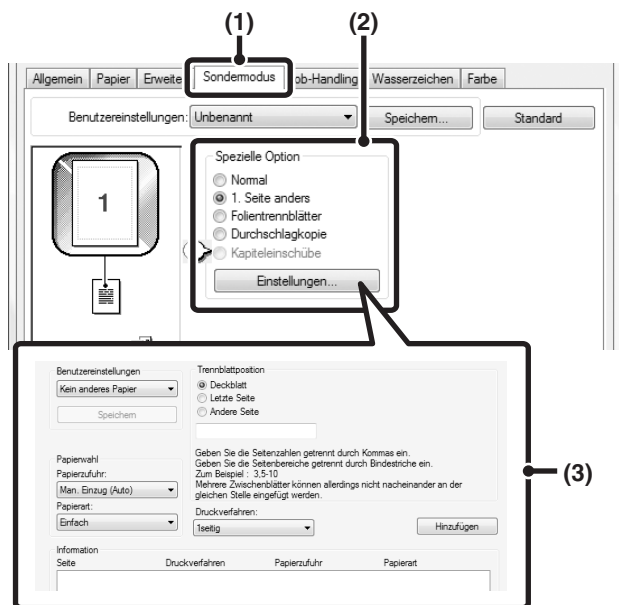 (1) (2)
Allgemein Papier Erweite Sondermodus ob-Handling Wasserzeichen Farbe
Benutzereinstellungen: Unbenannt Speichern... Standard
Spezielle Option
Normal
1. Seite anders
Folientrennblätter
Durchschlagkopie
Kapiteleinschübe
Einstellungen...
1
Benutzereinstellungen
Kein anderes Papier
Speichern
Trennblattposition
Deckblatt
Letzte Seite
Andere Seite
Papierwahl
Papierzufuhr:
Man. Einzug (Auto)
Papierart:
Einfach
Geben Sie die Seitenzahlen getrennt durch Kommas ein.
Geben Sie die Seitenbereiche getrennt durch Bindestriche ein.
Zum Beispiel : 3,5-10
Mehrere Zwischenblätter können allerdings nicht nacheinander an der
gleichen Stelle eingefügt werden.
Druckverfahren:
1seitig Hinzufügen
(3)
Information
Seite Druckverfahren Papierzufuhr Papierart